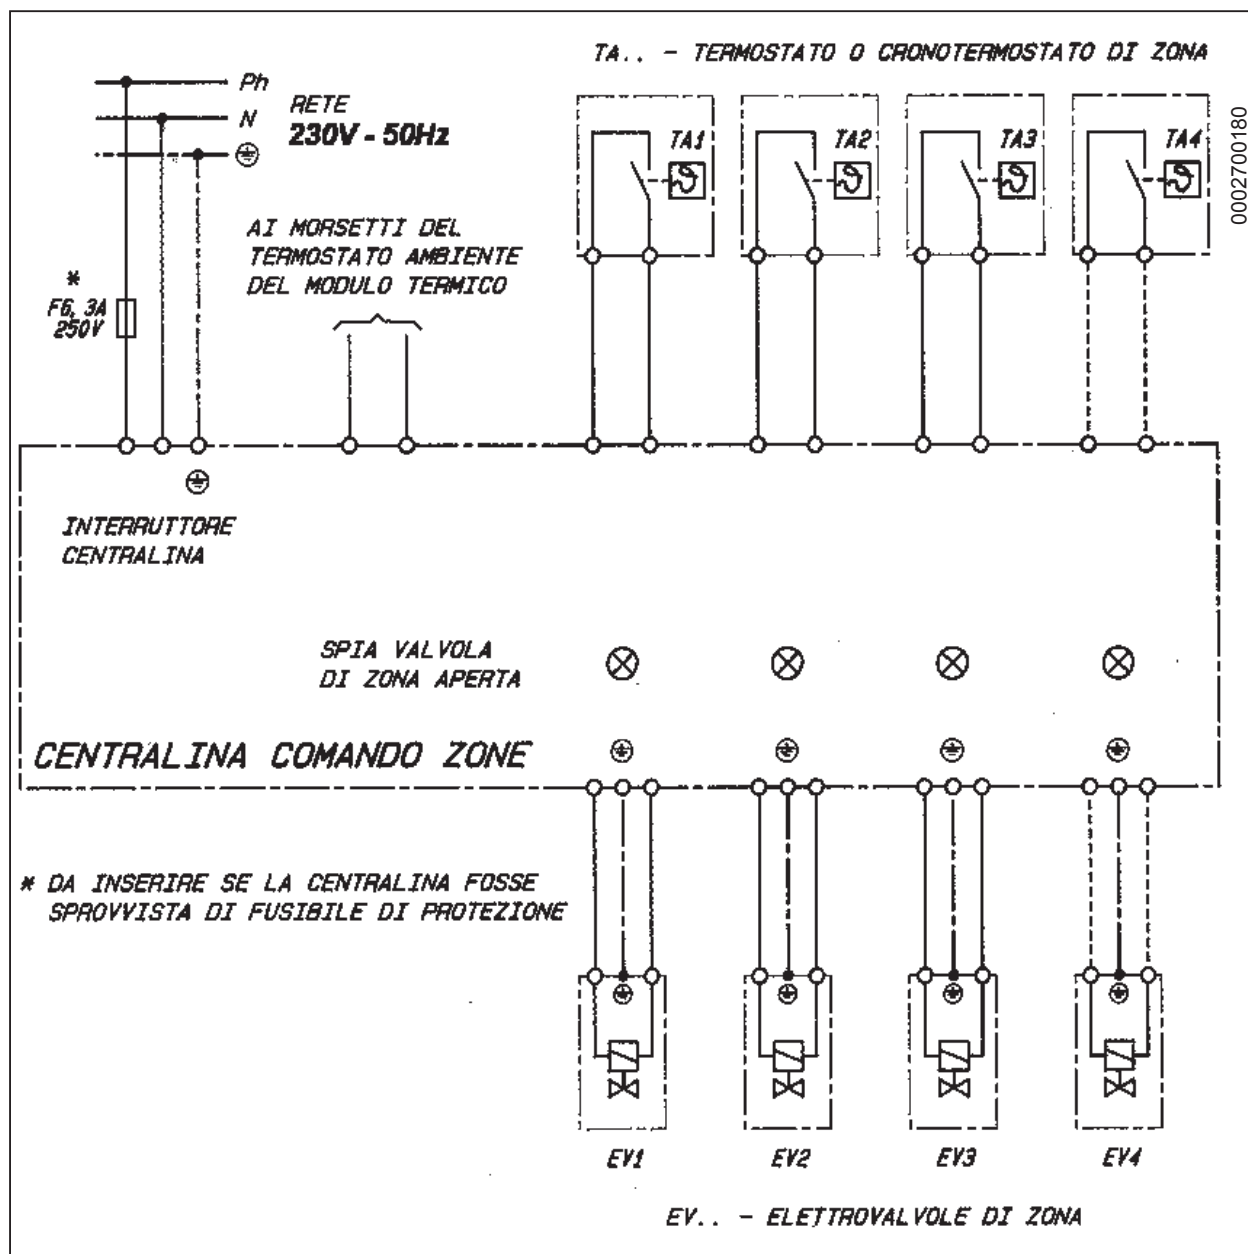 TA.. - TERMOSTATO O CRONOTERMOSTATO DI ZONA
Ph
N
RETE
230V - 50Hz
TA1
TA2
TA3
TA4
0002700180
AI MORSETTI DEL
TERMOSTATO AMBIENTE
DEL MODULO TERMICO
*
F6, 3A
250V
INTERRUTTORE
CENTRALINA
SPIA VALVOLA
DI ZONA APERTA
CENTRALINA COMANDO ZONE
* DA INSERIRE SE LA CENTRALINA FOSSE
SPROVVISTA DI FUSIBILE DI PROTEZIONE
EV1
EV2
EV3
EV4
EV.. - ELETTROVALVOLE DI ZONA